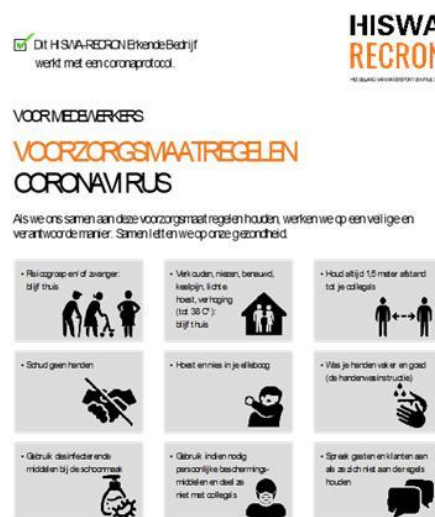 HISWA
RECRON
Dit HISWA-RECRON Erkende Bedrijf
werkt met een coronaprotocol.
VOOR MEDEWERKERS
VOORZORGSMAATREGELEN
CORONAVIRUS
Als we ons samen aan deze voorzorgsmaatregelen houden, werken we op een veilige en
verantwoorde manier. Samen letten we op onze gezondheid.
• Risicogroep en/of zwanger:
blijf thuis
• Verkouden, niezen, benauwd,
keelpijn, lichte
hoest, verhoging
(tot 38 C°):
blijf thuis
• Houd altijd 1,5 meter afstand
tot je collega's
• Schud geen handen
• Hoest en nies in je elleboog
• Was je handen vaker en goed
(de handenwasinstructie)
• Gebruik desinfecterende
middelen bij de schoonmaak
• Gebruik indien nodig
persoonlijke beschermings-
middelen en deel ze
niet met collega's
• Spreek gasten en klanten aan
als ze zich niet aan de regels
houden